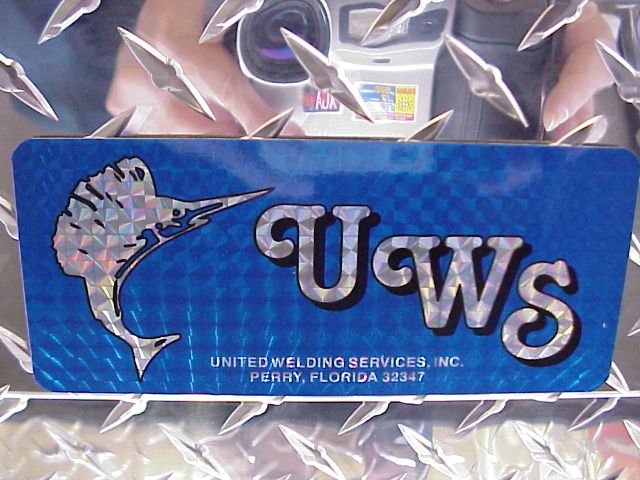 UWS
UNITED WELDING SERVICES, INC.
PERRY, FLORIDA 32347